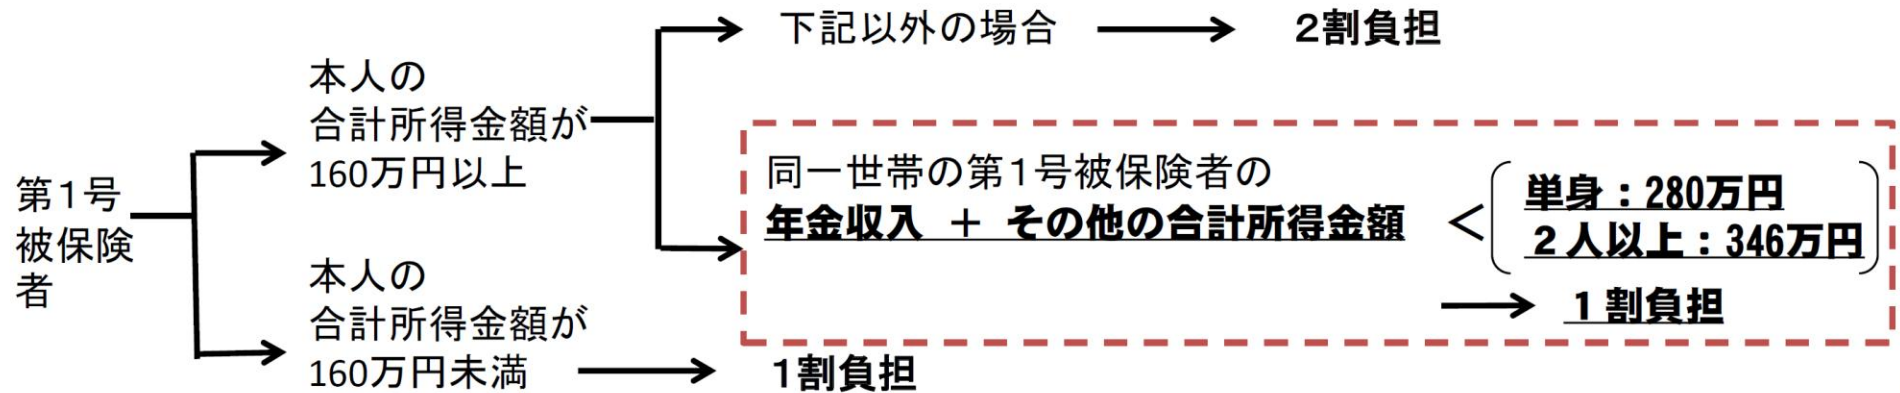 第１号
被保険
者
本人の
合計所得金額が
160万円以上
下記以外の場合
２割負担
同一世帯の第１号被保険者の
年金収入　＋　その他の合計所得金額
＜
単身：280万円
２人以上：346万円
１割負担
本人の
合計所得金額が
160万円未満
１割負担